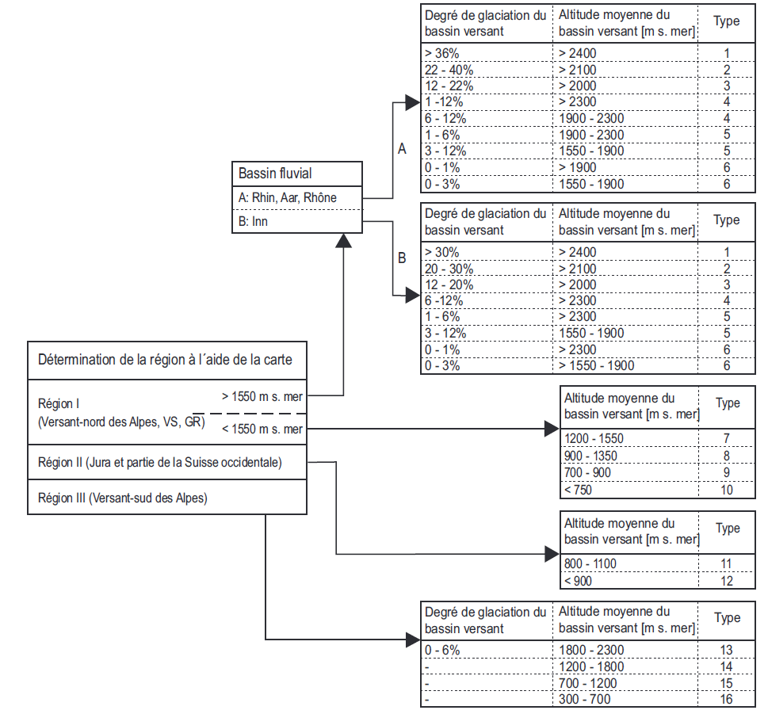 Degré de glaciation du bassin versant | Altitude moyenne du bassin versant [m s. mer] | Type
> 36% | > 2400 | 1
22 - 40% | > 2100 | 2
12 - 22% | > 2000 | 3
1 -12% | > 2300 | 4
6 - 12% | 1900 - 2300 | 4
1 - 6% | 1900 - 2300 | 5
3 - 12% | 1550 - 1900 | 5
0 - 1% | > 1900 | 6
0 - 3% | 1550 - 1900 | 6
A
Bassin fluvial
A: Rhin, Aar, Rhône
B: Inn
B
Degré de glaciation du bassin versant | Altitude moyenne du bassin versant [m s. mer] | Type
> 30% | > 2400 | 1
20 - 30% | > 2100 | 2
12 - 20% | > 2000 | 3
6 -12% | > 2300 | 4
1 - 6% | > 2300 | 5
3 - 12% | 1550 - 1900 | 5
0 - 1% | > 2300 | 6
0 - 3% | > 1550 - 1900 | 6
Détermination de la région à l´aide de la carte
Région I
(Versant-nord des Alpes, VS, GR)
> 1550 m s. mer
< 1550 m s. mer
Région II (Jura et partie de la Suisse occidentale)
Région III (Versant-sud des Alpes)
Altitude moyenne du bassin versant [m s. mer] | Type
1200 - 1550 | 7
900 - 1350 | 8
700 - 900 | 9
< 750 | 10
Altitude moyenne du bassin versant [m s. mer] | Type
800 - 1100 | 11
< 900 | 12
Degré de glaciation du bassin versant | Altitude moyenne du bassin versant [m s. mer] | Type
0 - 6% | 1800 - 2300 | 13
- | 1200 - 1800 | 14
- | 700 - 1200 | 15
- | 300 - 700 | 16